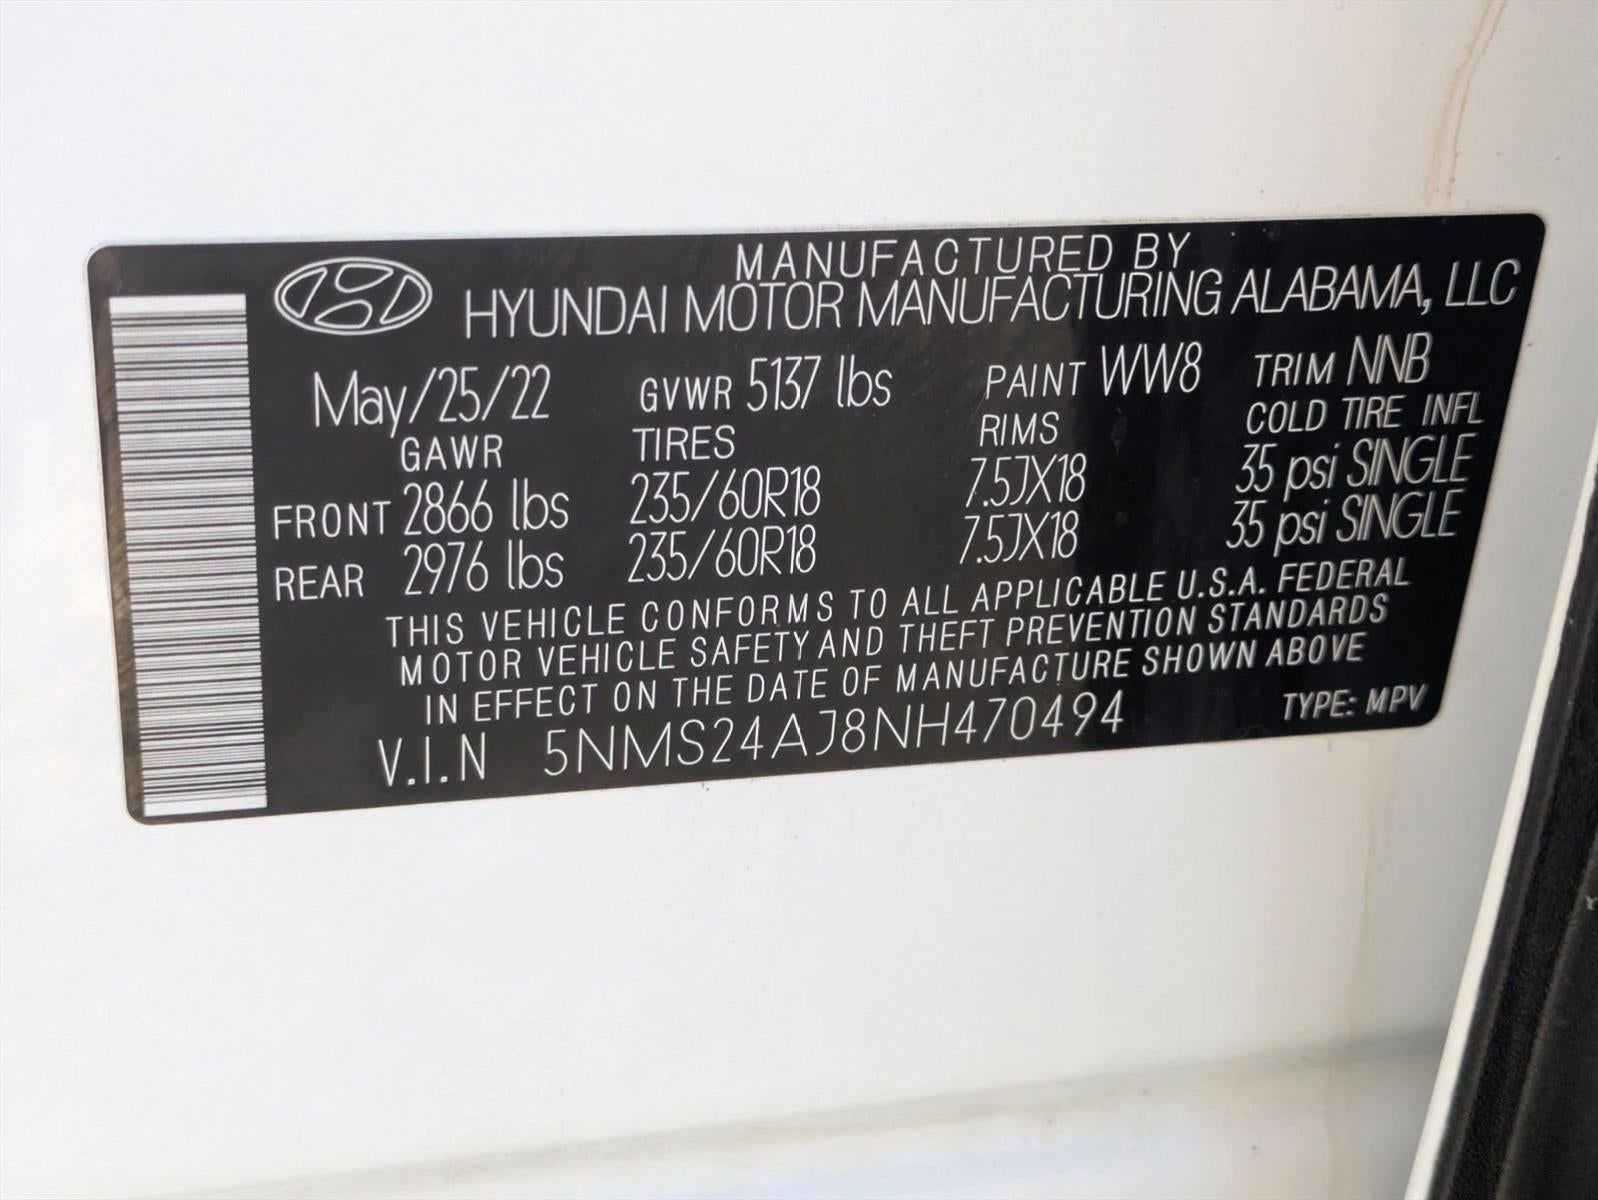 MANUFACTURED BY
HYUNDAI MOTOR MANUFACTURING ALABAMA, LLC
May/25/22 GVWR 5137 lbs PAINT WW8 TRIM NNB
GAWR TIRES RIMS COLD TIRE INFL
FRONT 2866 lbs 235/60R18 7.5JX18 35 psi SINGLE
REAR 2976 lbs 235/60R18 7.5JX18 35 psi SINGLE
THIS VEHICLE CONFORMS TO ALL APPLICABLE U.S.A. FEDERAL
MOTOR VEHICLE SAFETY AND THEFT PREVENTION STANDARDS
IN EFFECT ON THE DATE OF MANUFACTURE SHOWN ABOVE
V.I.N 5NMS24AJ8NH470494 TYPE: MPV